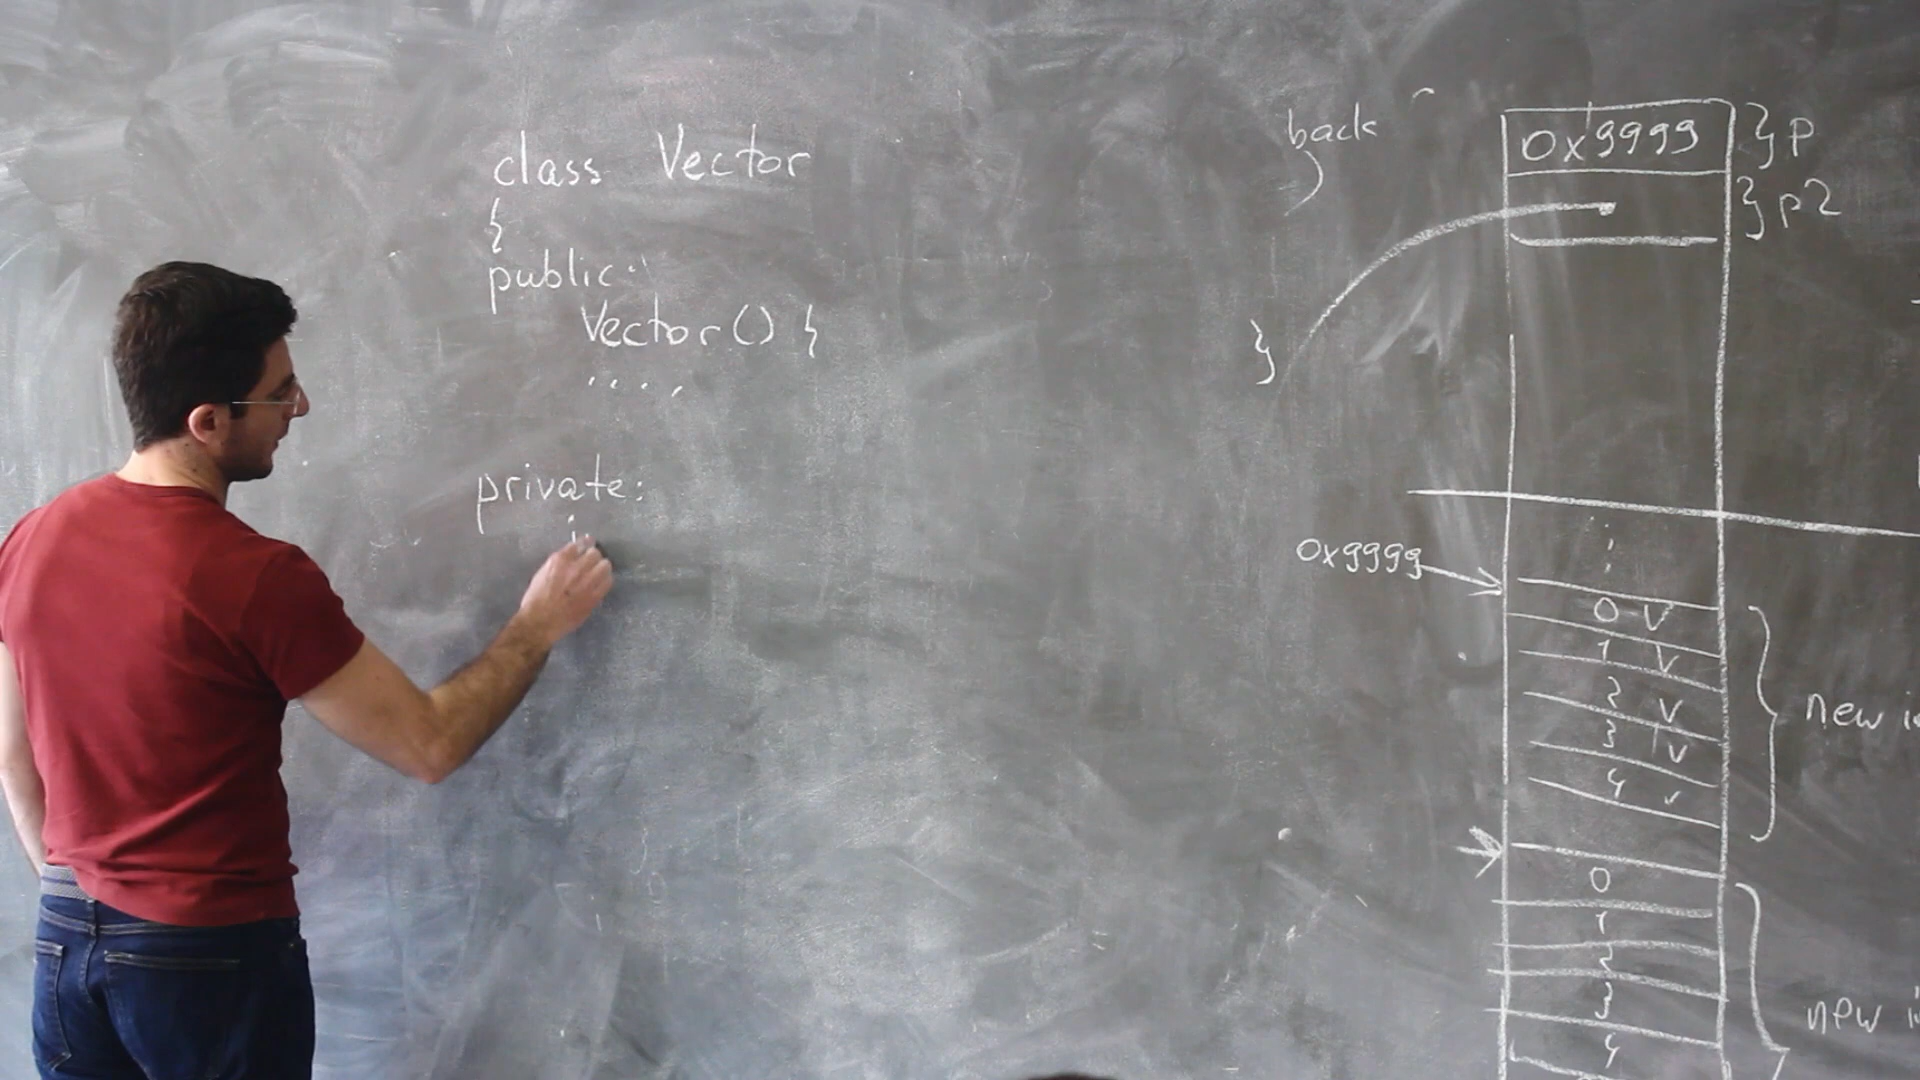 class Vector
{
public:
Vector() {
....,
private:
i
back
}
0x9999 } p
} p2
0x9999
0 V
1 V
2 V
3 V
4 v
} new i
0
1
2
3
4
} new i